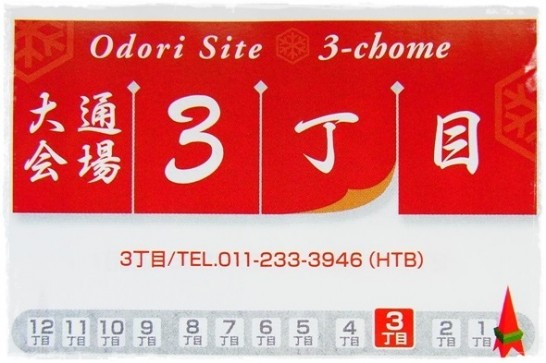 Odori Site 3-chome
大通会場 3丁目
3丁目/TEL.011-233-3946 (HTB)
12丁目 11丁目 10丁目 9丁目 8丁目 7丁目 6丁目 5丁目 4丁目 3丁目 2丁目 1